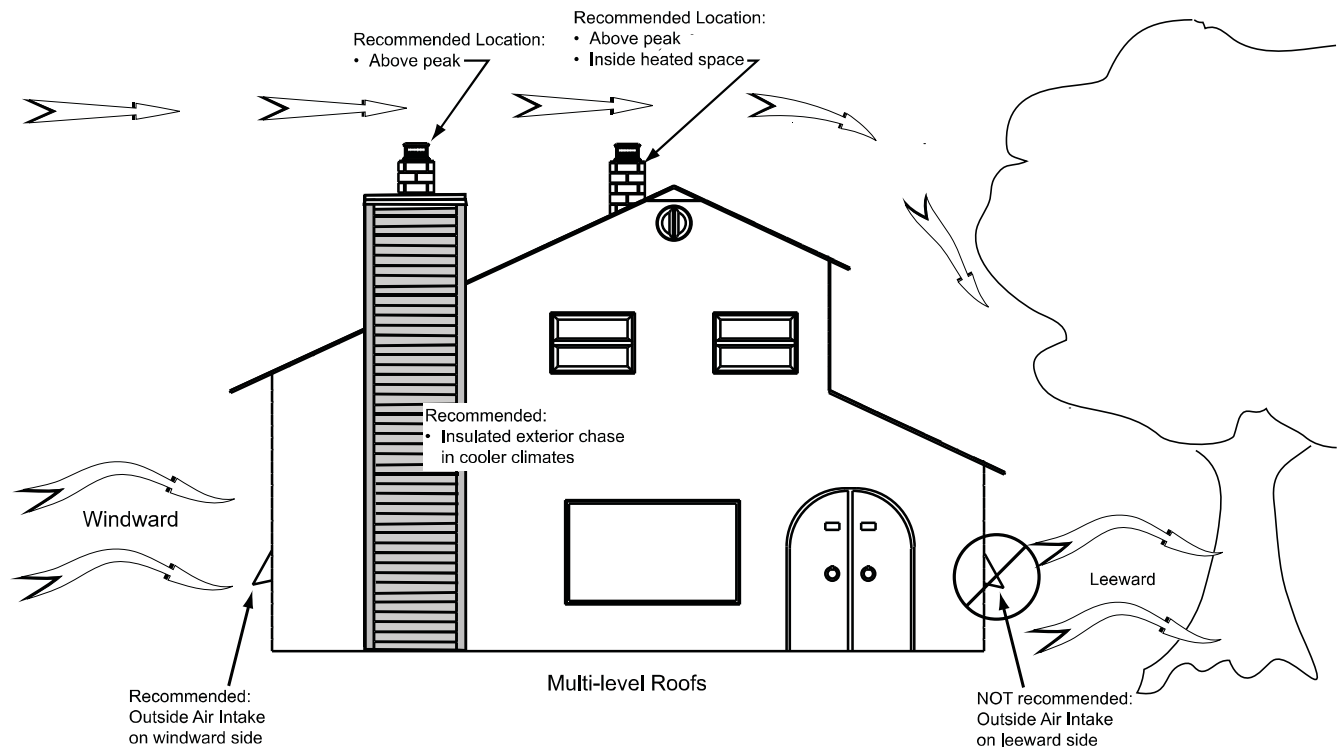 Recommended Location:
• Above peak
Recommended Location:
• Above peak
• Inside heated space
Recommended:
• Insulated exterior chase
in cooler climates
Windward
Leeward
Recommended:
Outside Air Intake
on windward side
Multi-level Roofs
NOT recommended:
Outside Air Intake
on leeward side